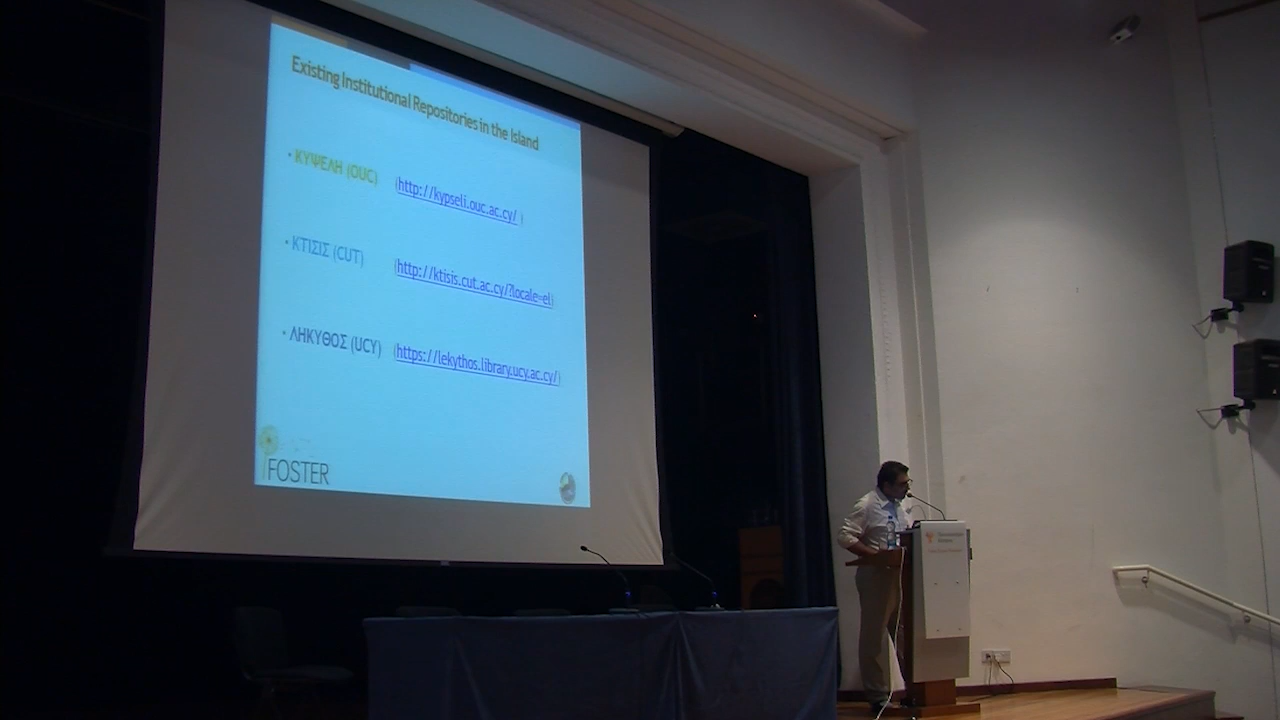 Existing Institutional Repositories in the Island
• ΚΥΨΕΛΗ (OUC) (http://kypseli.ouc.ac.cy/ )
• ΚΤΙΣΙΣ (CUT) (http://ktisis.cut.ac.cy/?locale=el)
• ΛΗΚΥΘΟΣ (UCY) (https://lekythos.library.ucy.ac.cy/)
FOSTER